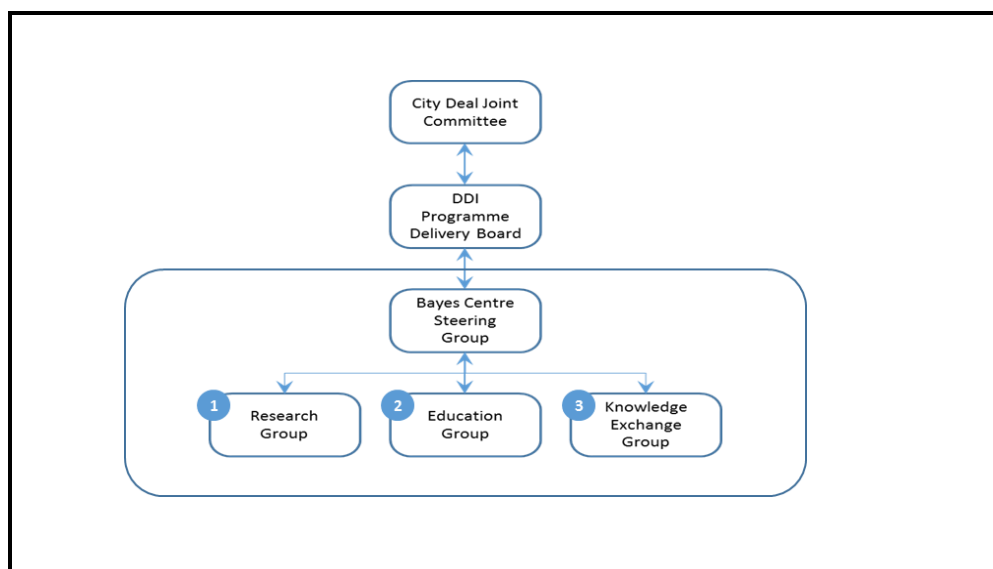 City Deal Joint
Committee
DDI
Programme
Delivery Board
Bayes Centre
Steering
Group
1
Research
Group
2
Education
Group
3
Knowledge
Exchange
Group